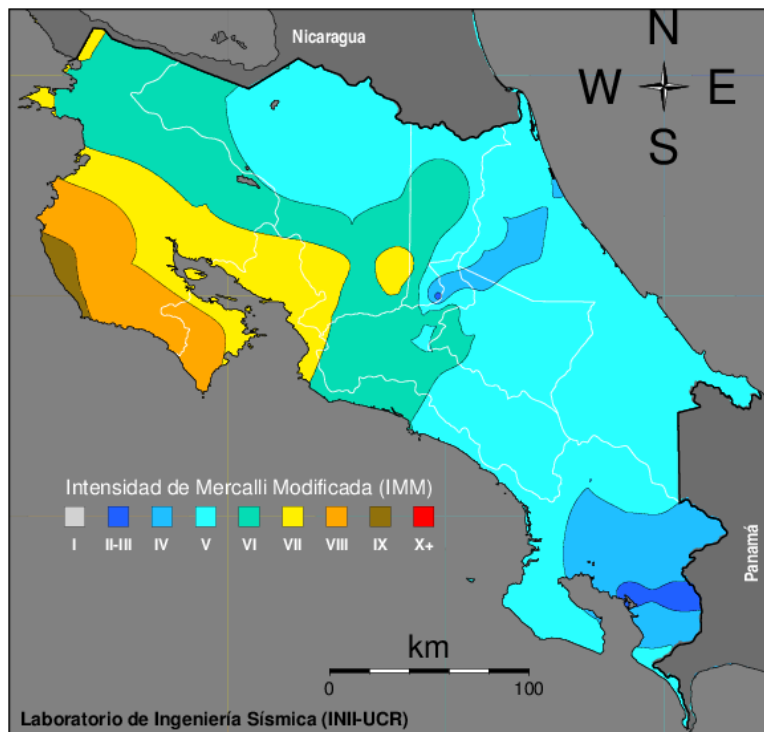 Nicaragua
N
W E
S
Intensidad de Mercalli Modificada (IMM)
I II-III IV V VI VII VIII IX X+
Panamá
km
0 100
Laboratorio de Ingeniería Sísmica (INII-UCR)